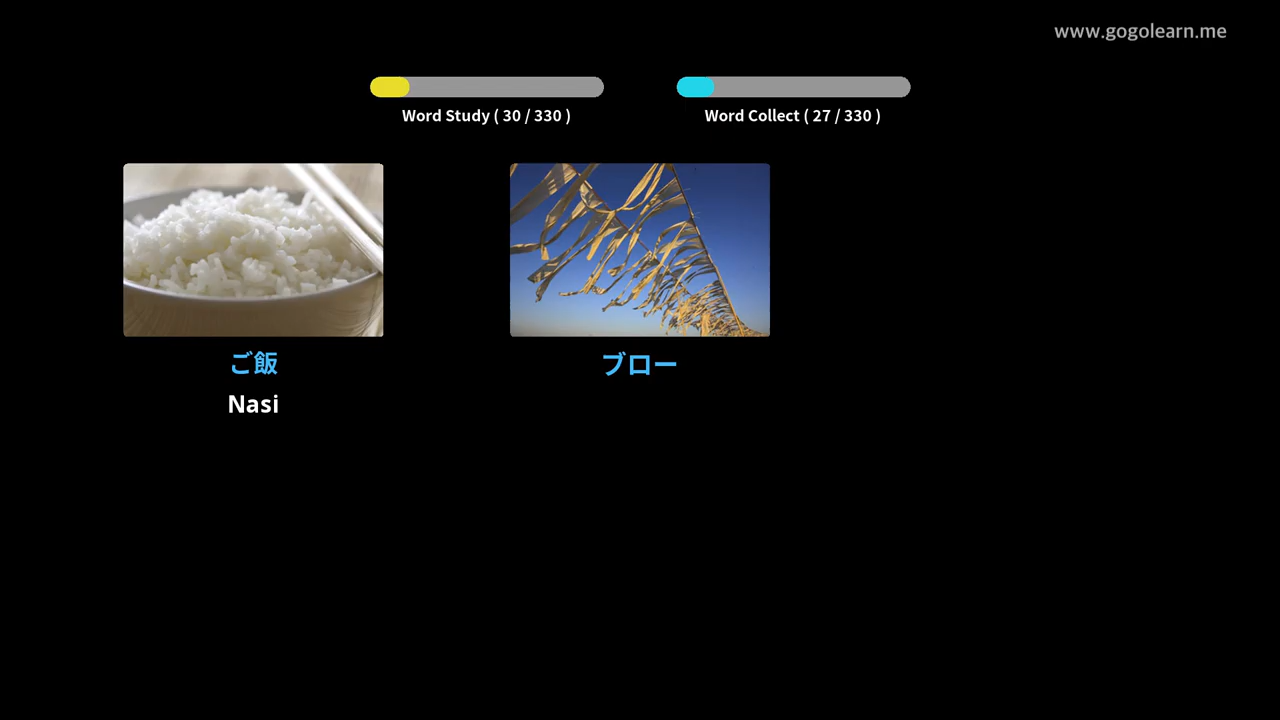 www.gogolearn.me
Word Study ( 30 / 330 )
Word Collect ( 27 / 330 )
ご飯
Nasi
ブロー